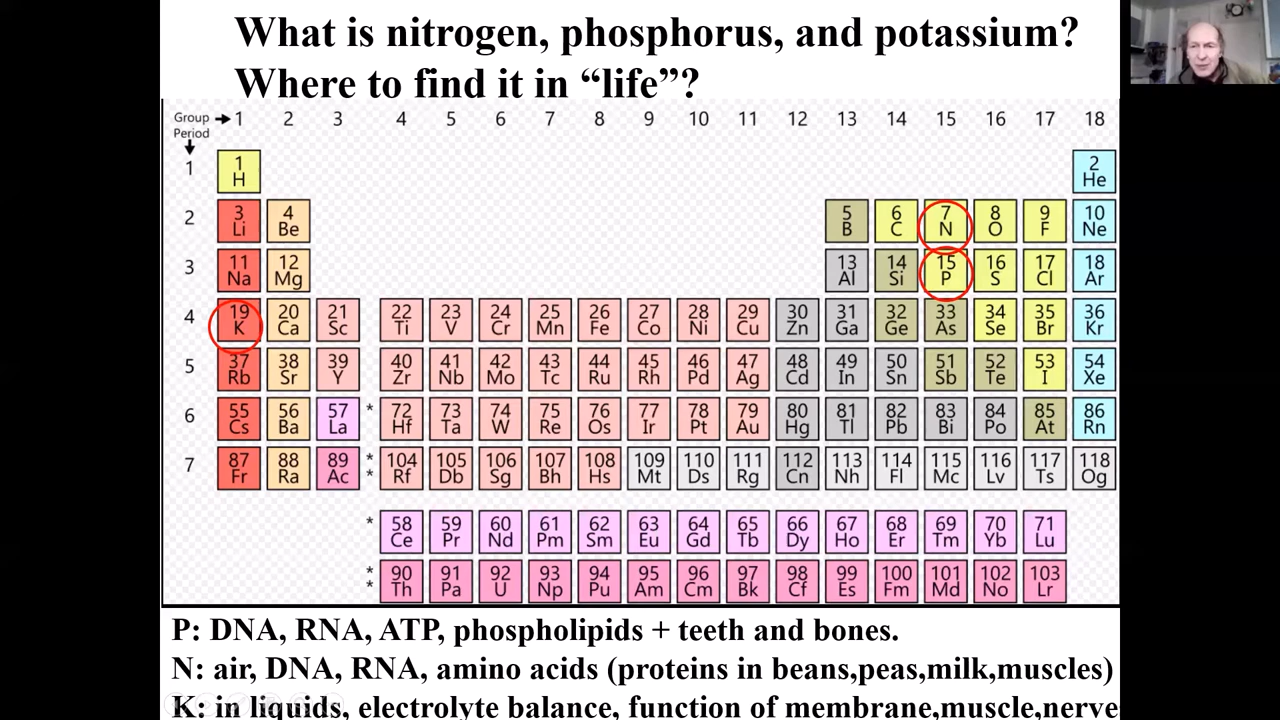 What is nitrogen, phosphorus, and potassium?
Where to find it in “life”?
Group 1 2 3 4 5 6 7 8 9 10 11 12 13 14 15 16 17 18
Period
1 1 2
H He
2 3 4 5 6 7 8 9 10
Li Be B C N O F Ne
3 11 12 13 14 15 16 17 18
Na Mg Al Si P S Cl Ar
4 19 20 21 22 23 24 25 26 27 28 29 30 31 32 33 34 35 36
K Ca Sc Ti V Cr Mn Fe Co Ni Cu Zn Ga Ge As Se Br Kr
5 37 38 39 40 41 42 43 44 45 46 47 48 49 50 51 52 53 54
Rb Sr Y Zr Nb Mo Tc Ru Rh Pd Ag Cd In Sn Sb Te I Xe
6 55 56 57 * 72 73 74 75 76 77 78 79 80 81 82 83 84 85 86
Cs Ba La Hf Ta W Re Os Ir Pt Au Hg Tl Pb Bi Po At Rn
7 87 88 89 * 104 105 106 107 108 109 110 111 112 113 114 115 116 117 118
Fr Ra Ac * Rf Db Sg Bh Hs Mt Ds Rg Cn Nh Fl Mc Lv Ts Og
* 58 59 60 61 62 63 64 65 66 67 68 69 70 71
Ce Pr Nd Pm Sm Eu Gd Tb Dy Ho Er Tm Yb Lu
* 90 91 92 93 94 95 96 97 98 99 100 101 102 103
* Th Pa U Np Pu Am Cm Bk Cf Es Fm Md No Lr
P: DNA, RNA, ATP, phospholipids + teeth and bones.
N: air, DNA, RNA, amino acids (proteins in beans,peas,milk,muscles)
K: in liquids, electrolyte balance, function of membrane,muscle,nerve